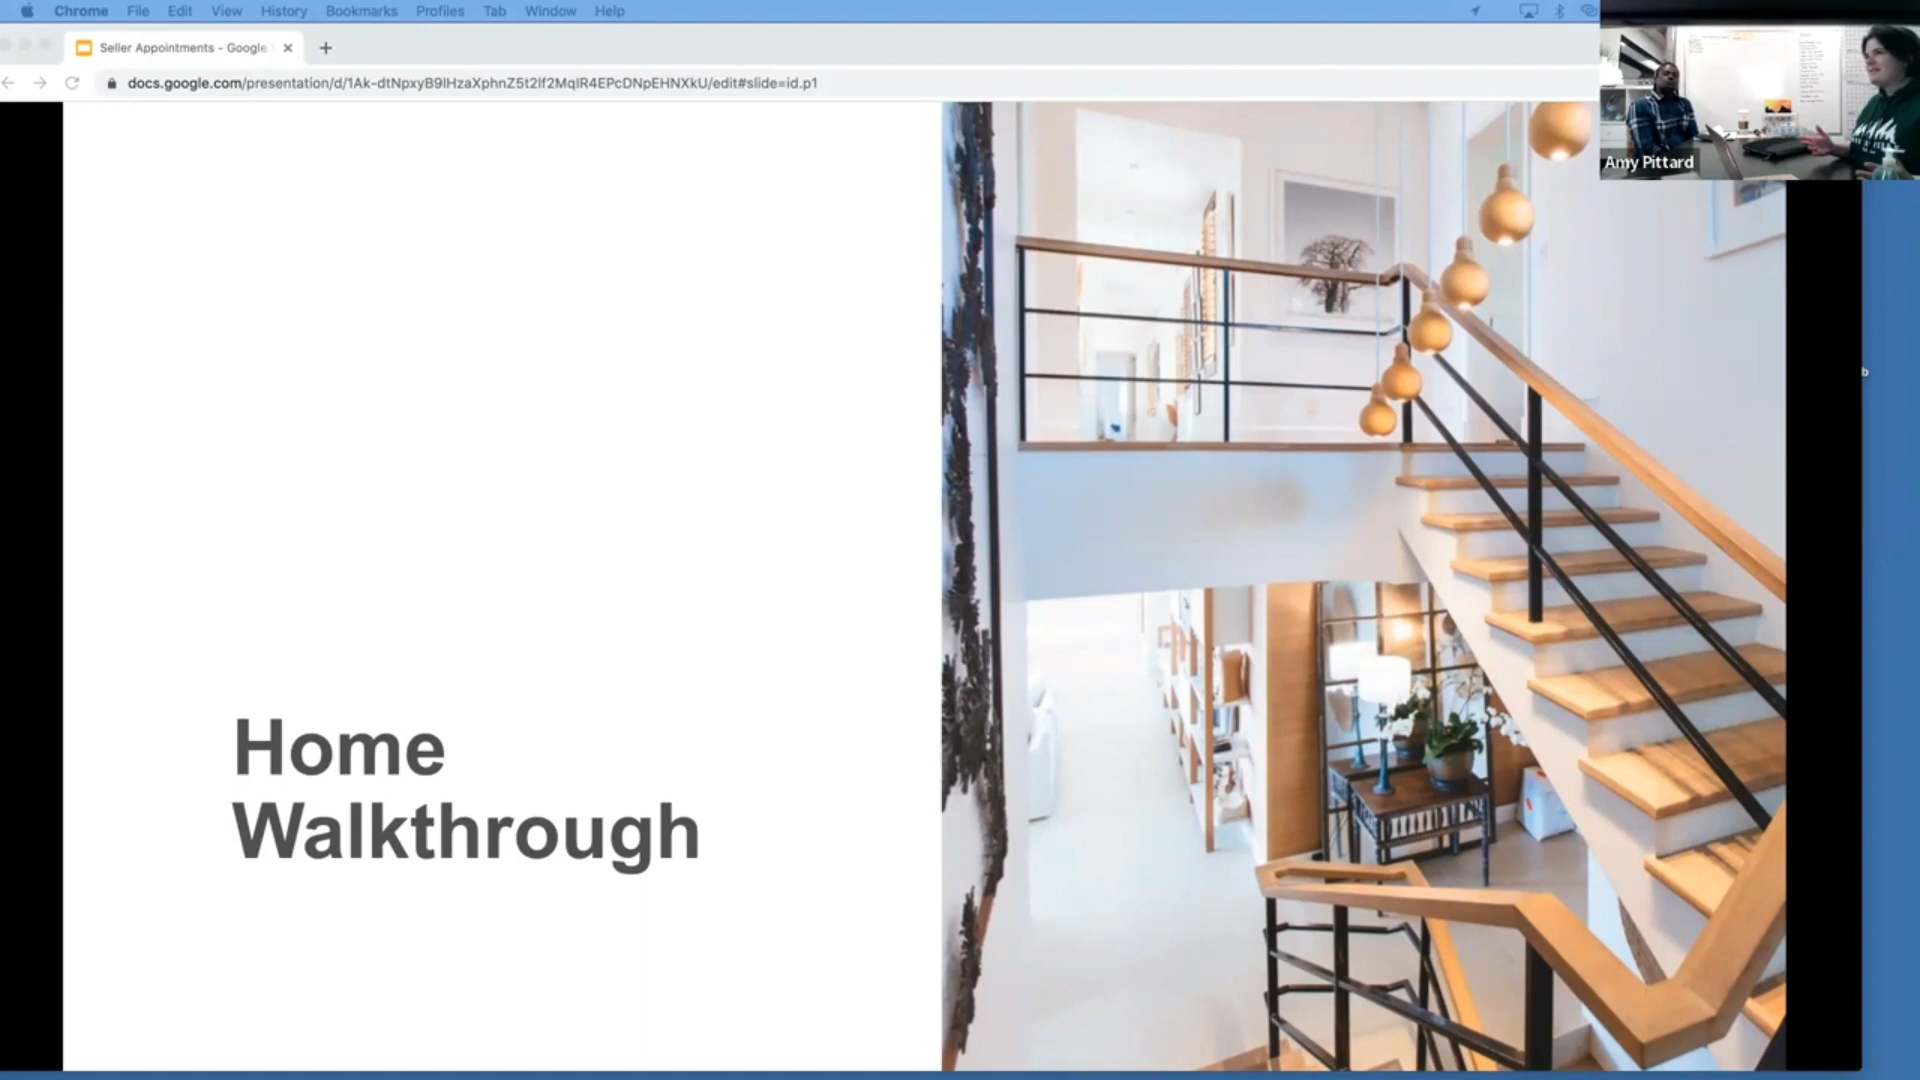 Chrome File Edit View History Bookmarks Profiles Tab Window Help
Seller Appointments - Google
docs.google.com/presentation/d/1Ak-dtNpxyB9lHzaXphnZ5t2lf2MqIR4EPcDNpEHNXkU/edit#slide=id.p1
Amy Pittard
b
Home
Walkthrough